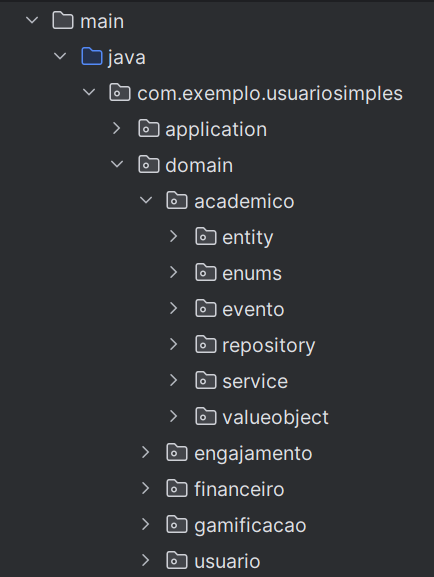 main
java
com.exemplo.usuariosimples
application
domain
academico
entity
enums
evento
repository
service
valueobject
engajamento
financeiro
gamificacao
usuario